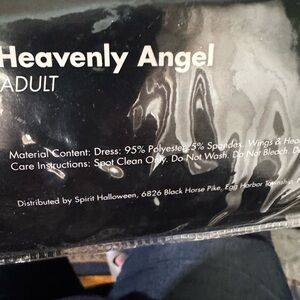 Heavenly Angel
ADULT
Material Content: Dress: 95% Polyester 5% Spandex. Wings &
Care Instructions: Spot Clean Only. Do Not Wash. Do Not Bleach.
Distributed by Spirit Halloween, 6826 Black Horse Pike, Egg Harbor Township,